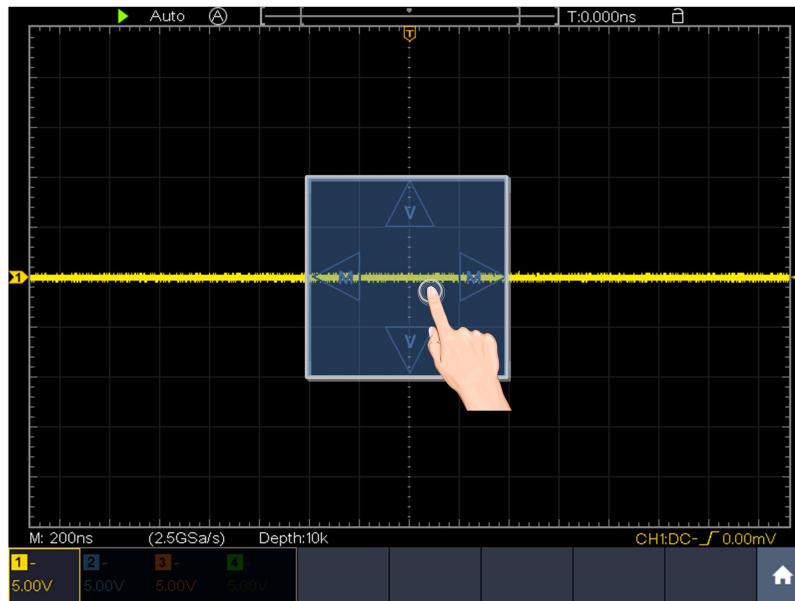 Auto A T:0.000ns
T
V
1 M M
V
M: 200ns (2.5GSa/s) Depth:10k CH1:DC- 0.00mV
1 - 2 - 3 - 4 -
5.00V 5.00V 5.00V 5.00V